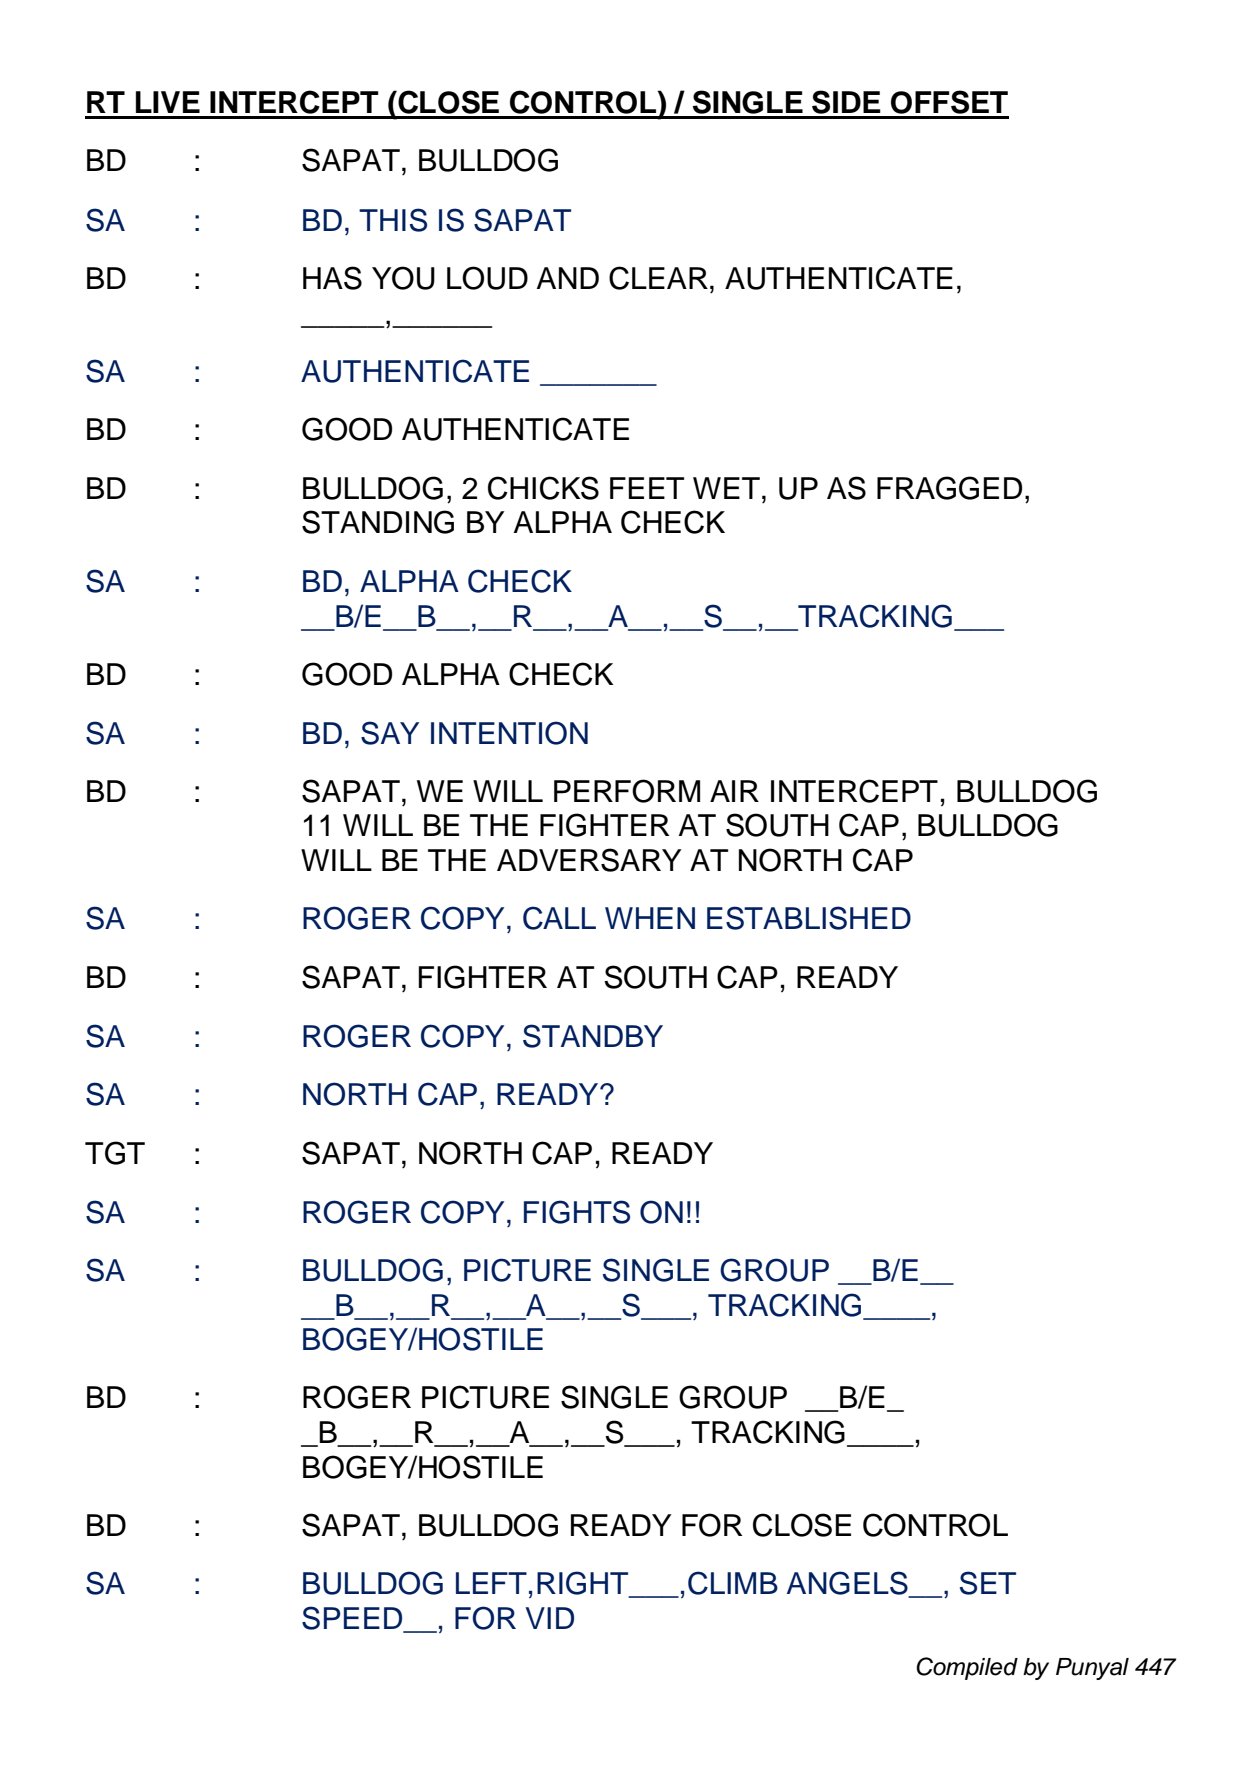 RT LIVE INTERCEPT (CLOSE CONTROL) / SINGLE SIDE OFFSET
BD : SAPAT, BULLDOG
SA : BD, THIS IS SAPAT
BD : HAS YOU LOUD AND CLEAR, AUTHENTICATE,
_____,______
SA : AUTHENTICATE _______
BD : GOOD AUTHENTICATE
BD : BULLDOG, 2 CHICKS FEET WET, UP AS FRAGGED,
STANDING BY ALPHA CHECK
SA : BD, ALPHA CHECK
__B/E__B__,__R__,__A__,__S__,__TRACKING___
BD : GOOD ALPHA CHECK
SA : BD, SAY INTENTION
BD : SAPAT, WE WILL PERFORM AIR INTERCEPT, BULLDOG
11 WILL BE THE FIGHTER AT SOUTH CAP, BULLDOG
WILL BE THE ADVERSARY AT NORTH CAP
SA : ROGER COPY, CALL WHEN ESTABLISHED
BD : SAPAT, FIGHTER AT SOUTH CAP, READY
SA : ROGER COPY, STANDBY
SA : NORTH CAP, READY?
TGT : SAPAT, NORTH CAP, READY
SA : ROGER COPY, FIGHTS ON!!
SA : BULLDOG, PICTURE SINGLE GROUP __B/E__
__B__,__R__,__A__,__S___, TRACKING____,
BOGEY/HOSTILE
BD : ROGER PICTURE SINGLE GROUP __B/E_
_B__,__R__,__A__,__S___, TRACKING____,
BOGEY/HOSTILE
BD : SAPAT, BULLDOG READY FOR CLOSE CONTROL
SA : BULLDOG LEFT,RIGHT___,CLIMB ANGELS__, SET
SPEED__, FOR VID
Compiled by Punyal 447